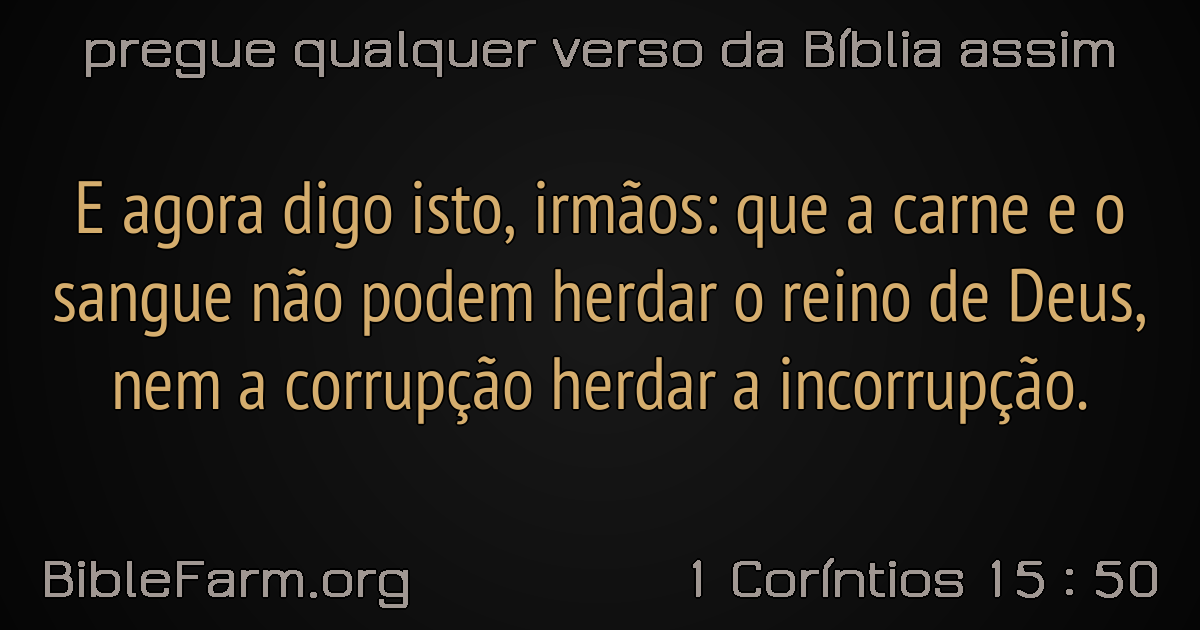 pregue qualquer verso da Bíblia assim
E agora digo isto, irmãos: que a carne e o
sangue não podem herdar o reino de Deus,
nem a corrupção herdar a incorrupção.
BibleFarm.org
1 Coríntios 15 : 50